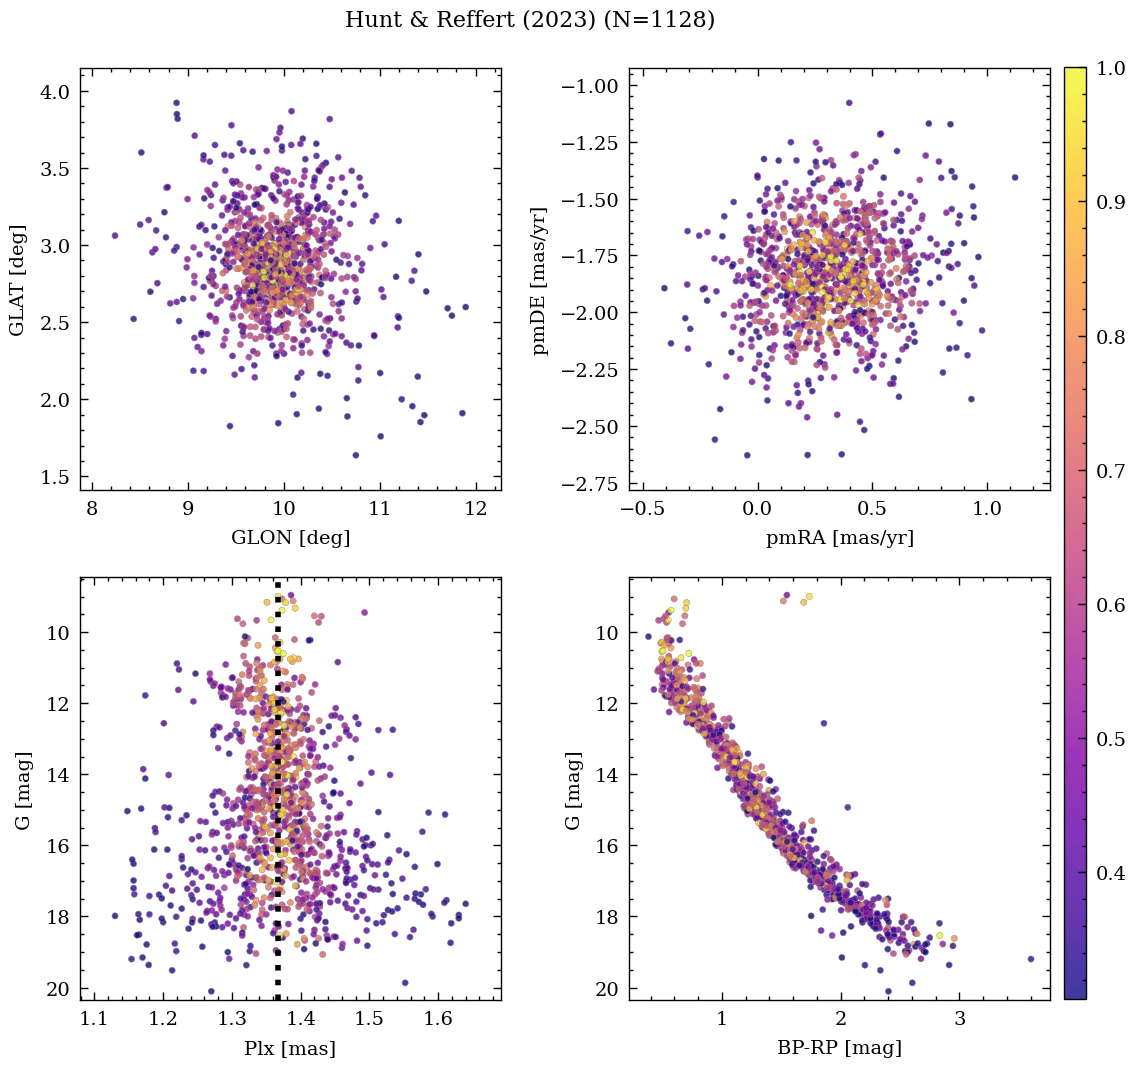 Hunt & Reffert (2023) (N=1128)
4.0
3.5
3.0
2.5
2.0
1.5
GLAT [deg]
8 9 10 11 12
GLON [deg]
−1.00
−1.25
−1.50
−1.75
−2.00
−2.25
−2.50
−2.75
pmDE [mas/yr]
−0.5 0.0 0.5 1.0
pmRA [mas/yr]
1.0
0.9
0.8
0.7
0.6
0.5
0.4
10
12
14
16
18
20
G [mag]
1.1 1.2 1.3 1.4 1.5 1.6
Plx [mas]
10
12
14
16
18
20
G [mag]
1 2 3
BP-RP [mag]